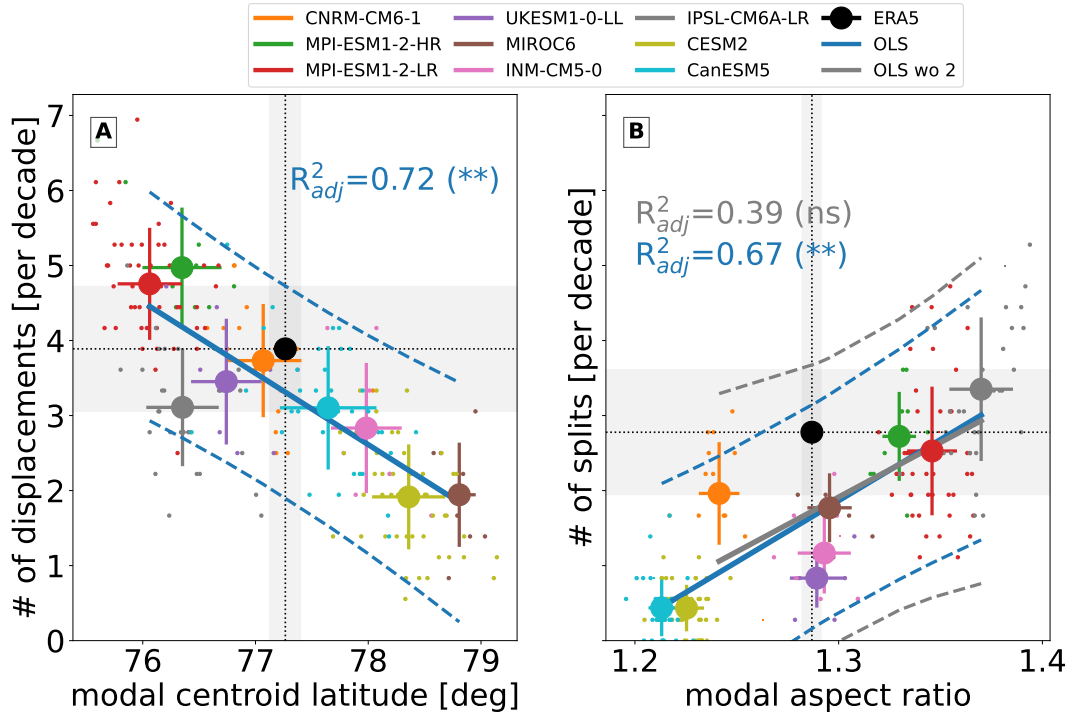 CNRM-CM6-1
MPI-ESM1-2-HR
MPI-ESM1-2-LR
UKESM1-0-LL
MIROC6
INM-CM5-0
IPSL-CM6A-LR
CESM2
CanESM5
ERA5
OLS
OLS wo 2
A
R²adj=0.72 (**)
# of displacements [per decade]
7
6
5
4
3
2
1
0
76
77
78
79
modal centroid latitude [deg]
B
R²adj=0.39 (ns)
R²adj=0.67 (**)
# of splits [per decade]
1.2
1.3
1.4
modal aspect ratio